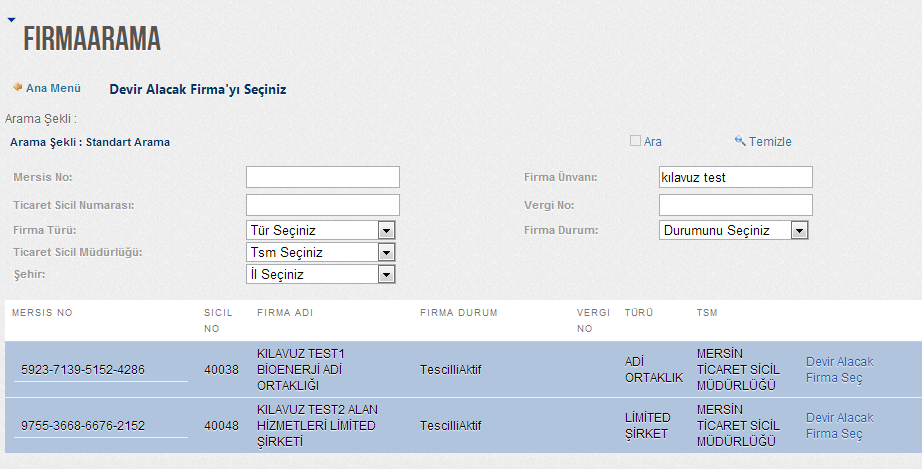 FIRMAARAMA
Ana Menü Devir Alacak Firma'yı Seçiniz
Arama Şekli :
Arama Şekli : Standart Arama Ara Temizle
Mersis No: Firma Ünvanı: kılavuz test
Ticaret Sicil Numarası: Vergi No:
Firma Türü: Tür Seçiniz Firma Durum: Durumunu Seçiniz
Ticaret Sicil Müdürlüğü: Tsm Seçiniz
Şehir: İl Seçiniz
MERSIS NO SICIL NO FIRMA ADI FIRMA DURUM VERGI NO TÜRÜ TSM
5923-7139-5152-4286 40038 KILAVUZ TEST1 BİOENERJİ ADİ ORTAKLIĞI TescilliAktif ADİ ORTAKLIK MERSİN TİCARET SİCİL MÜDÜRLÜĞÜ Devir Alacak Firma Seç
9755-3668-6676-2152 40048 KILAVUZ TEST2 ALAN HİZMETLERİ LİMİTED ŞİRKETİ TescilliAktif LİMİTED ŞİRKET MERSİN TİCARET SİCİL MÜDÜRLÜĞÜ Devir Alacak Firma Seç